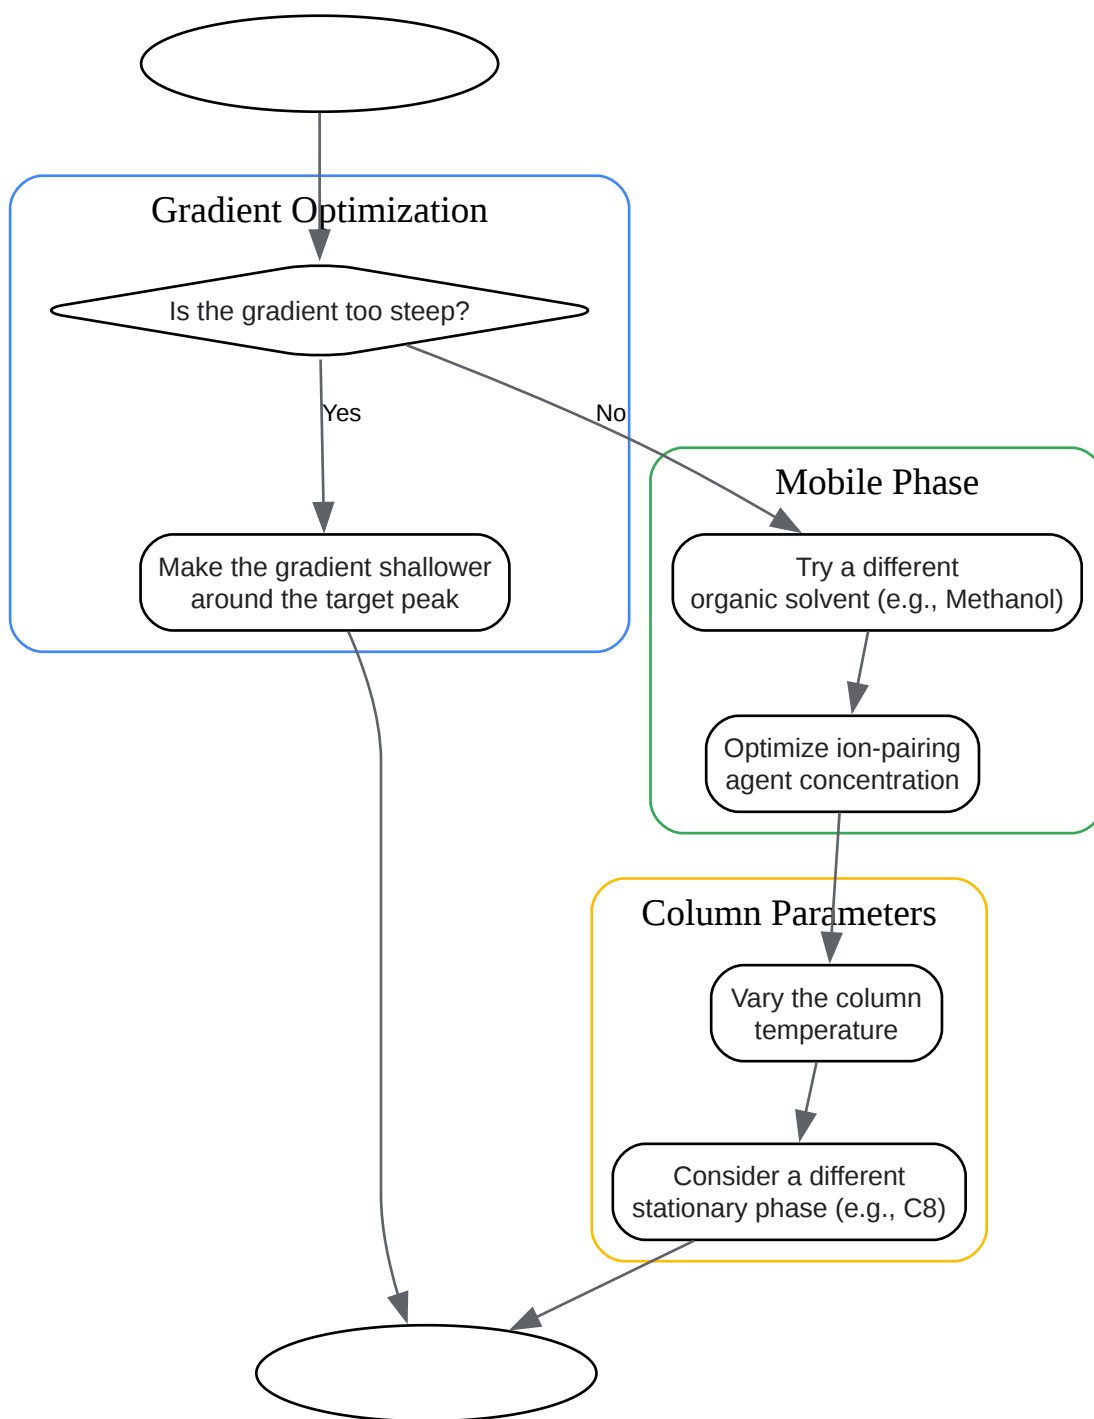 Gradient Optimization
Is the gradient too steep?
Yes
No
Make the gradient shallower
around the target peak
Mobile Phase
Try a different
organic solvent (e.g., Methanol)
Optimize ion-pairing
agent concentration
Column Parameters
Vary the column
temperature
Consider a different
stationary phase (e.g., C8)